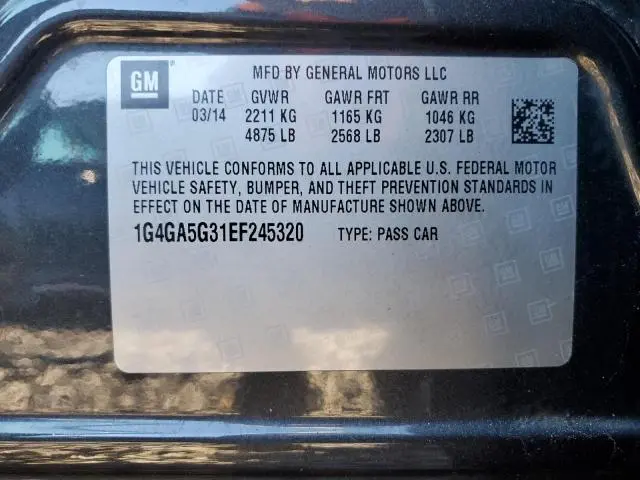 GM
MFD BY GENERAL MOTORS LLC
DATE GVWR GAWR FRT GAWR RR
03/14 2211 KG 1165 KG 1046 KG
4875 LB 2568 LB 2307 LB
THIS VEHICLE CONFORMS TO ALL APPLICABLE U.S. FEDERAL MOTOR
VEHICLE SAFETY, BUMPER, AND THEFT PREVENTION STANDARDS IN
EFFECT ON THE DATE OF MANUFACTURE SHOWN ABOVE.
1G4GA5G31EF245320 TYPE: PASS CAR